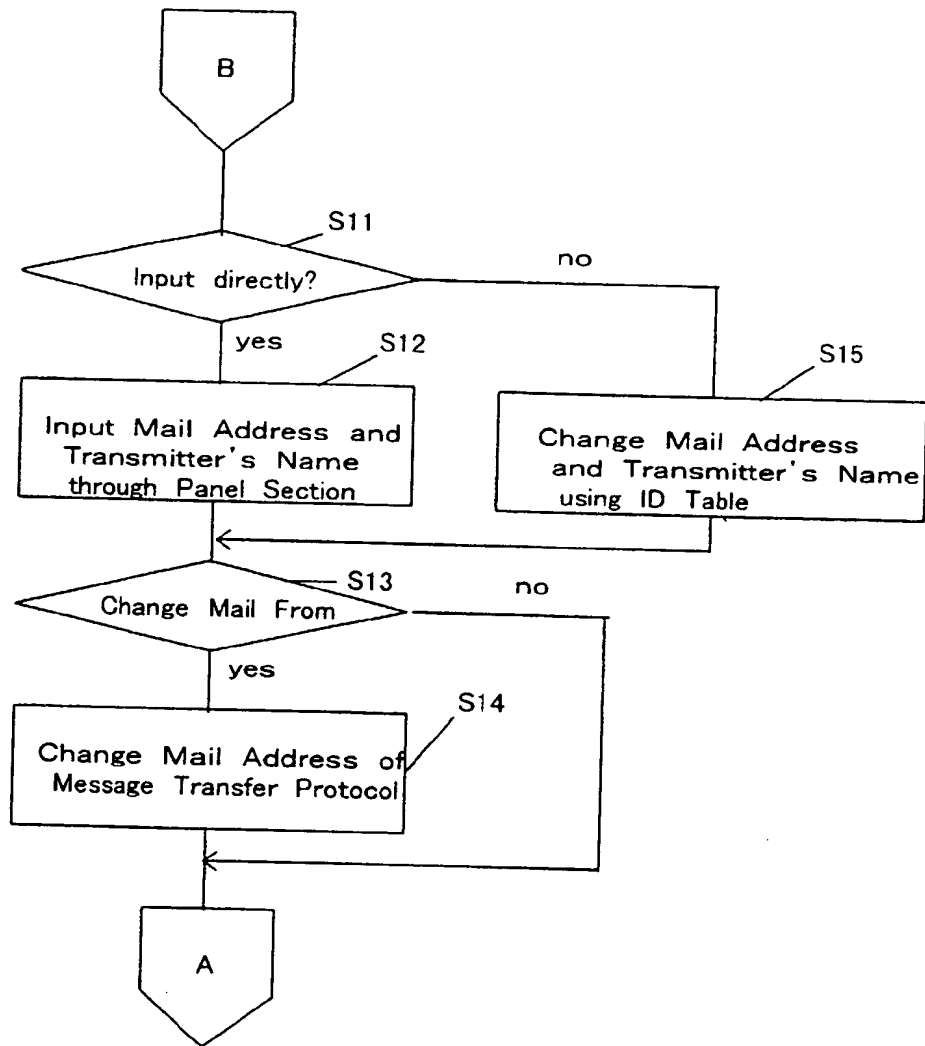 B
S11
Input directly?
no
yes
S12
S15
Input Mail Address and
Transmitter's Name
through Panel Section
Change Mail Address
and Transmitter's Name
using ID Table
S13
Change Mail From
no
yes
S14
Change Mail Address of
Message Transfer Protocol
A